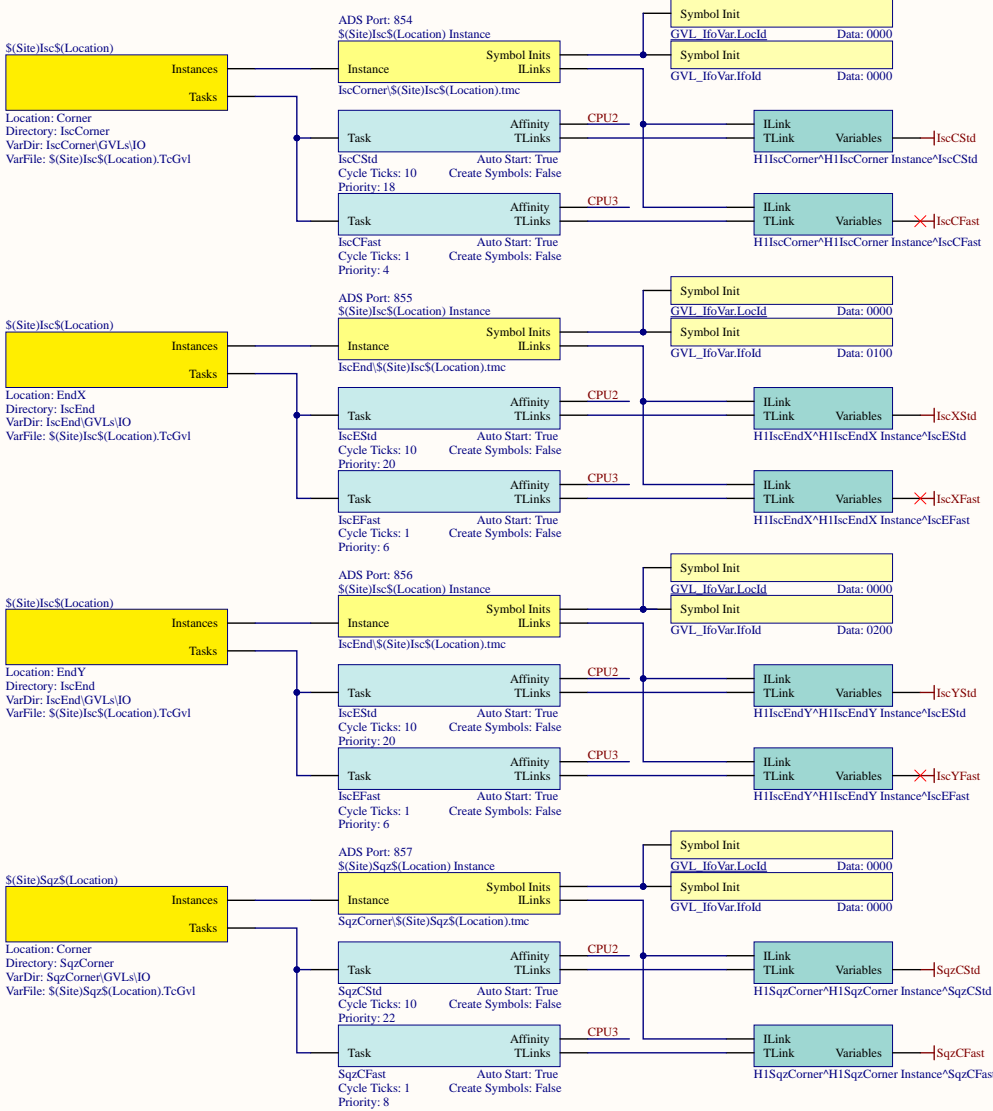 ADS Port: 854
$(Site)Isc$(Location) Instance
Symbol Init
GVL_IfoVar.LocId Data: 0000
$(Site)Isc$(Location)
Instances
Tasks
Symbol Inits
Instance ILinks
IscCorner\$(Site)Isc$(Location).tmc
Symbol Init
GVL_IfoVar.IfoId Data: 0000
Location: Corner
Directory: IscCorner
VarDir: IscCorner\GVLs\IO
VarFile: $(Site)Isc$(Location).TcGvl
Affinity CPU2
Task TLinks
IscCStd Auto Start: True
Cycle Ticks: 10 Create Symbols: False
Priority: 18
ILink
TLink Variables IscCStd
H1IscCorner^H1IscCorner Instance^IscCStd
Affinity CPU3
Task TLinks
IscCFast Auto Start: True
Cycle Ticks: 1 Create Symbols: False
Priority: 4
ILink
TLink Variables IscCFast
H1IscCorner^H1IscCorner Instance^IscCFast
ADS Port: 855
$(Site)Isc$(Location) Instance
Symbol Init
GVL_IfoVar.LocId Data: 0000
$(Site)Isc$(Location)
Instances
Tasks
Symbol Inits
Instance ILinks
IscEnd\$(Site)Isc$(Location).tmc
Symbol Init
GVL_IfoVar.IfoId Data: 0100
Location: EndX
Directory: IscEnd
VarDir: IscEnd\GVLs\IO
VarFile: $(Site)Isc$(Location).TcGvl
Affinity CPU2
Task TLinks
IscEStd Auto Start: True
Cycle Ticks: 10 Create Symbols: False
Priority: 20
ILink
TLink Variables IscXStd
H1IscEndX^H1IscEndX Instance^IscEStd
Affinity CPU3
Task TLinks
IscEFast Auto Start: True
Cycle Ticks: 1 Create Symbols: False
Priority: 6
ILink
TLink Variables IscXFast
H1IscEndX^H1IscEndX Instance^IscEFast
ADS Port: 856
$(Site)Isc$(Location) Instance
Symbol Init
GVL_IfoVar.LocId Data: 0000
$(Site)Isc$(Location)
Instances
Tasks
Symbol Inits
Instance ILinks
IscEnd\$(Site)Isc$(Location).tmc
Symbol Init
GVL_IfoVar.IfoId Data: 0200
Location: EndY
Directory: IscEnd
VarDir: IscEnd\GVLs\IO
VarFile: $(Site)Isc$(Location).TcGvl
Affinity CPU2
Task TLinks
IscEStd Auto Start: True
Cycle Ticks: 10 Create Symbols: False
Priority: 20
ILink
TLink Variables IscYStd
H1IscEndY^H1IscEndY Instance^IscEStd
Affinity CPU3
Task TLinks
IscEFast Auto Start: True
Cycle Ticks: 1 Create Symbols: False
Priority: 6
ILink
TLink Variables IscYFast
H1IscEndY^H1IscEndY Instance^IscEFast
ADS Port: 857
$(Site)Sqz$(Location) Instance
Symbol Init
GVL_IfoVar.LocId Data: 0000
$(Site)Sqz$(Location)
Instances
Tasks
Symbol Inits
Instance ILinks
SqzCorner\$(Site)Sqz$(Location).tmc
Symbol Init
GVL_IfoVar.IfoId Data: 0000
Location: Corner
Directory: SqzCorner
VarDir: SqzCorner\GVLs\IO
VarFile: $(Site)Sqz$(Location).TcGvl
Affinity CPU2
Task TLinks
SqzCStd Auto Start: True
Cycle Ticks: 10 Create Symbols: False
Priority: 22
ILink
TLink Variables SqzCStd
H1SqzCorner^H1SqzCorner Instance^SqzCStd
Affinity CPU3
Task TLinks
SqzCFast Auto Start: True
Cycle Ticks: 1 Create Symbols: False
Priority: 8
ILink
TLink Variables SqzCFast
H1SqzCorner^H1SqzCorner Instance^SqzCFast